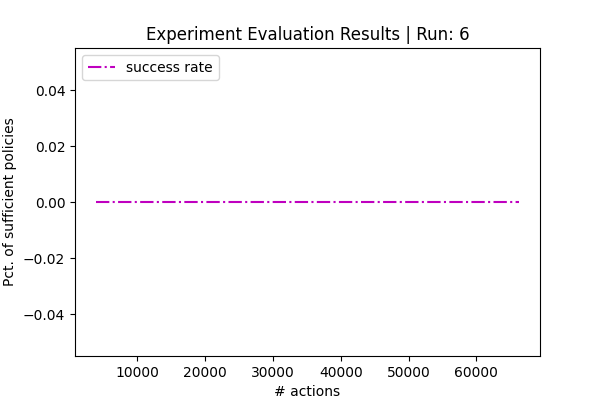 Experiment Evaluation Results | Run: 6
success rate
Pct. of sufficient policies
0.04
0.02
0.00
−0.02
−0.04
10000 20000 30000 40000 50000 60000
# actions